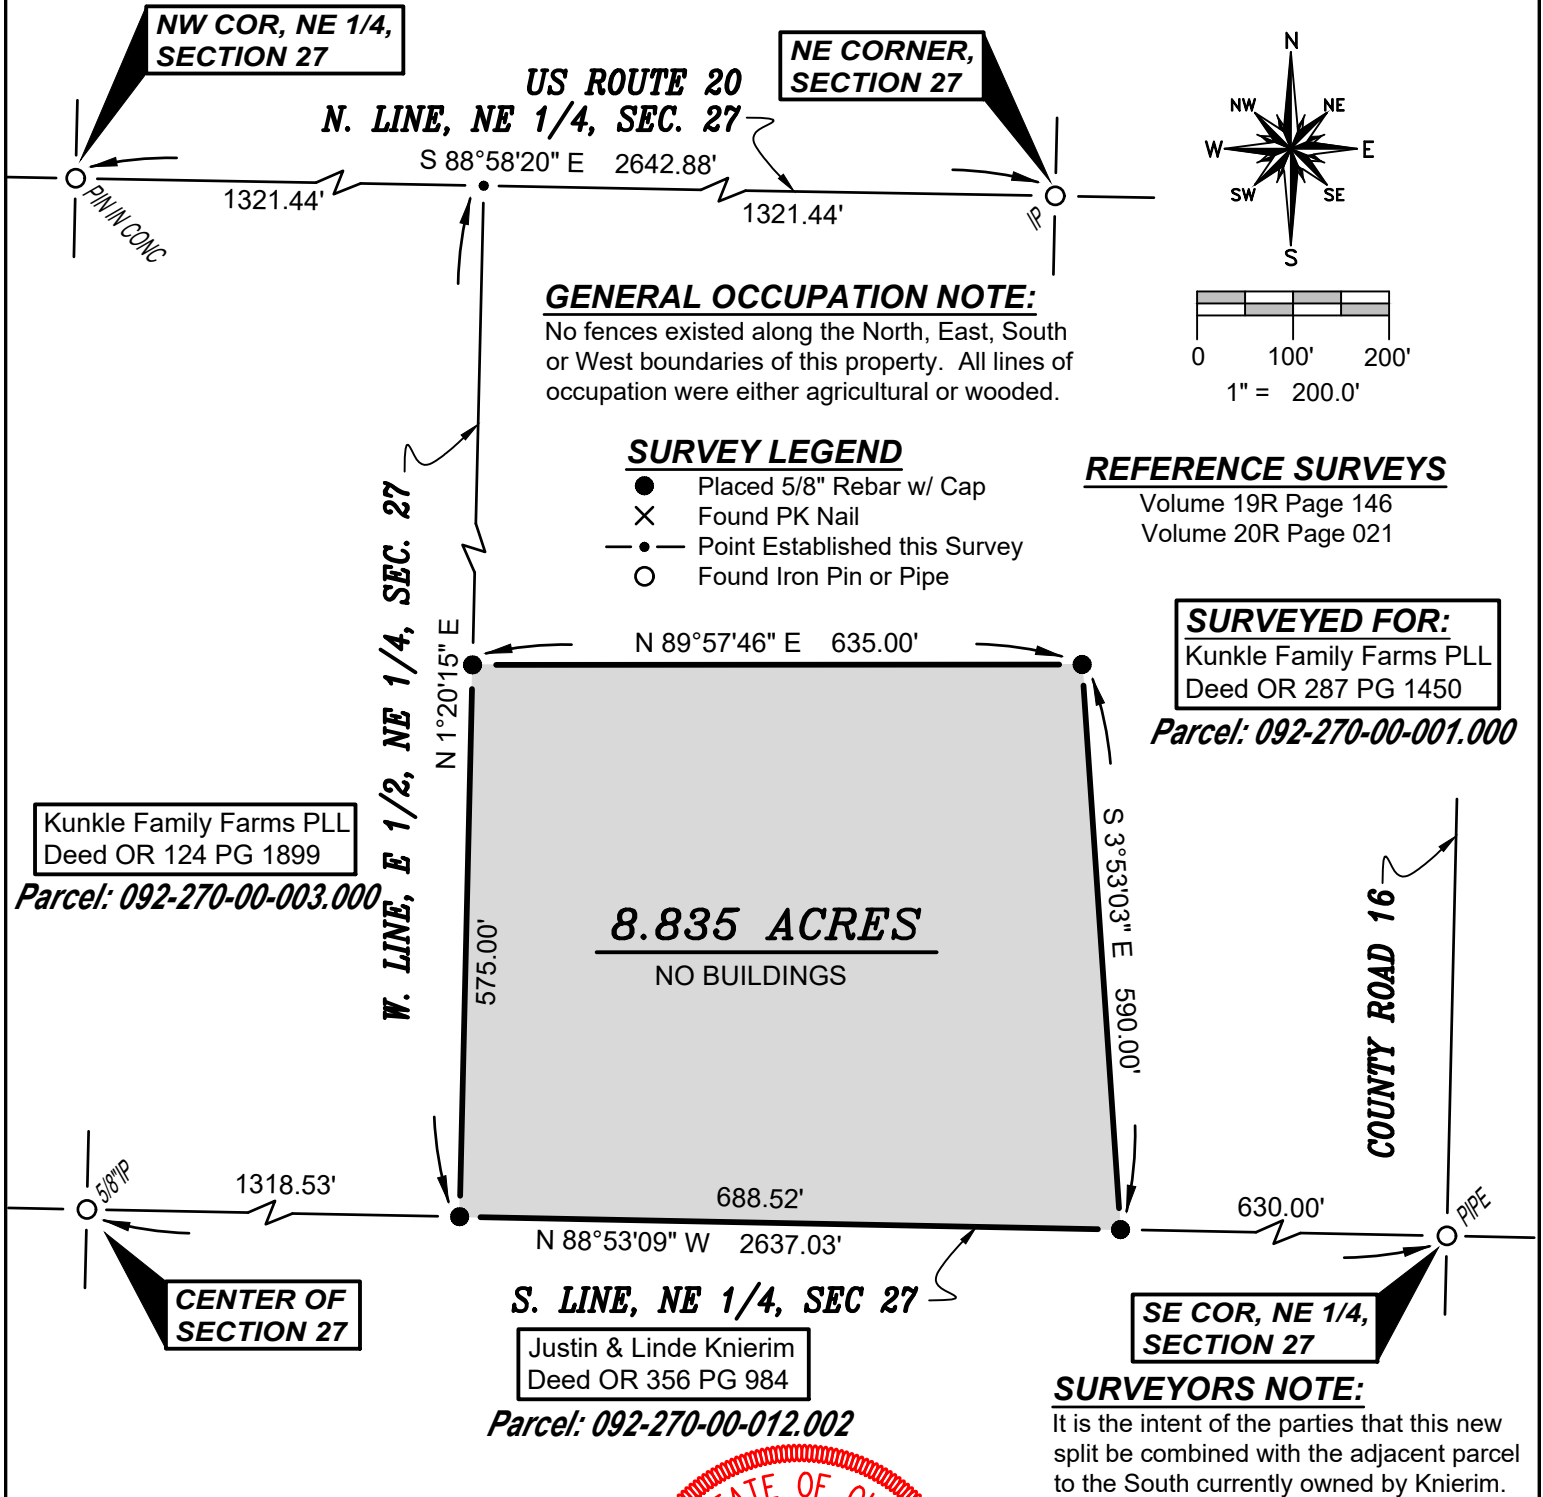 NW COR, NE 1/4,
SECTION 27
US ROUTE 20
N. LINE, NE 1/4, SEC. 27
NE CORNER,
SECTION 27
N
NW NE
W E
SW SE
S
S 88°58'20" E 2642.88'
1321.44'
1321.44'
PIN IN CONC
IP
GENERAL OCCUPATION NOTE:
No fences existed along the North, East, South
or West boundaries of this property. All lines of
occupation were either agricultural or wooded.
0 100' 200'
1" = 200.0'
SURVEY LEGEND
Placed 5/8" Rebar w/ Cap
Found PK Nail
Point Established this Survey
Found Iron Pin or Pipe
REFERENCE SURVEYS
Volume 19R Page 146
Volume 20R Page 021
W. LINE, E 1/2, NE 1/4, SEC. 27
N 1°20'15" E
N 89°57'46" E 635.00'
SURVEYED FOR:
Kunkle Family Farms PLL
Deed OR 287 PG 1450
Parcel: 092-270-00-001.000
Kunkle Family Farms PLL
Deed OR 124 PG 1899
Parcel: 092-270-00-003.000
575.00'
8.835 ACRES
NO BUILDINGS
S 3°53'03" E 590.00'
COUNTY ROAD 16
5/8"IP
1318.53'
688.52'
N 88°53'09" W 2637.03'
630.00'
PIPE
CENTER OF
SECTION 27
S. LINE, NE 1/4, SEC 27
Justin & Linde Knierim
Deed OR 356 PG 984
Parcel: 092-270-00-012.002
SE COR, NE 1/4,
SECTION 27
SURVEYORS NOTE:
It is the intent of the parties that this new
split be combined with the adjacent parcel
to the South currently owned by Knierim.
OF